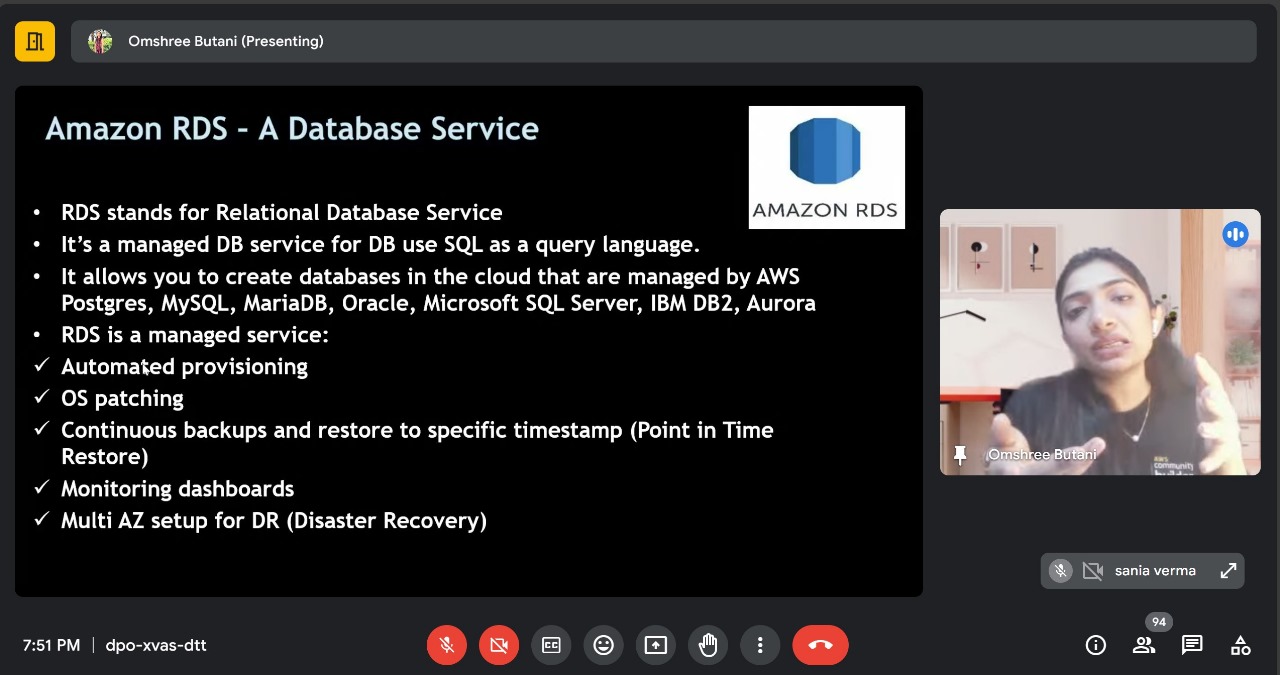 Omshree Butani (Presenting)
Amazon RDS - A Database Service
AMAZON RDS
• RDS stands for Relational Database Service
• It's a managed DB service for DB use SQL as a query language.
• It allows you to create databases in the cloud that are managed by AWS
Postgres, MySQL, MariaDB, Oracle, Microsoft SQL Server, IBM DB2, Aurora
• RDS is a managed service:
✓ Automated provisioning
✓ OS patching
✓ Continuous backups and restore to specific timestamp (Point in Time
Restore)
✓ Monitoring dashboards
✓ Multi AZ setup for DR (Disaster Recovery)
Omshree Butani
aws
community
builder
sania verma
7:51 PM | dpo-xvas-dtt
CC
94